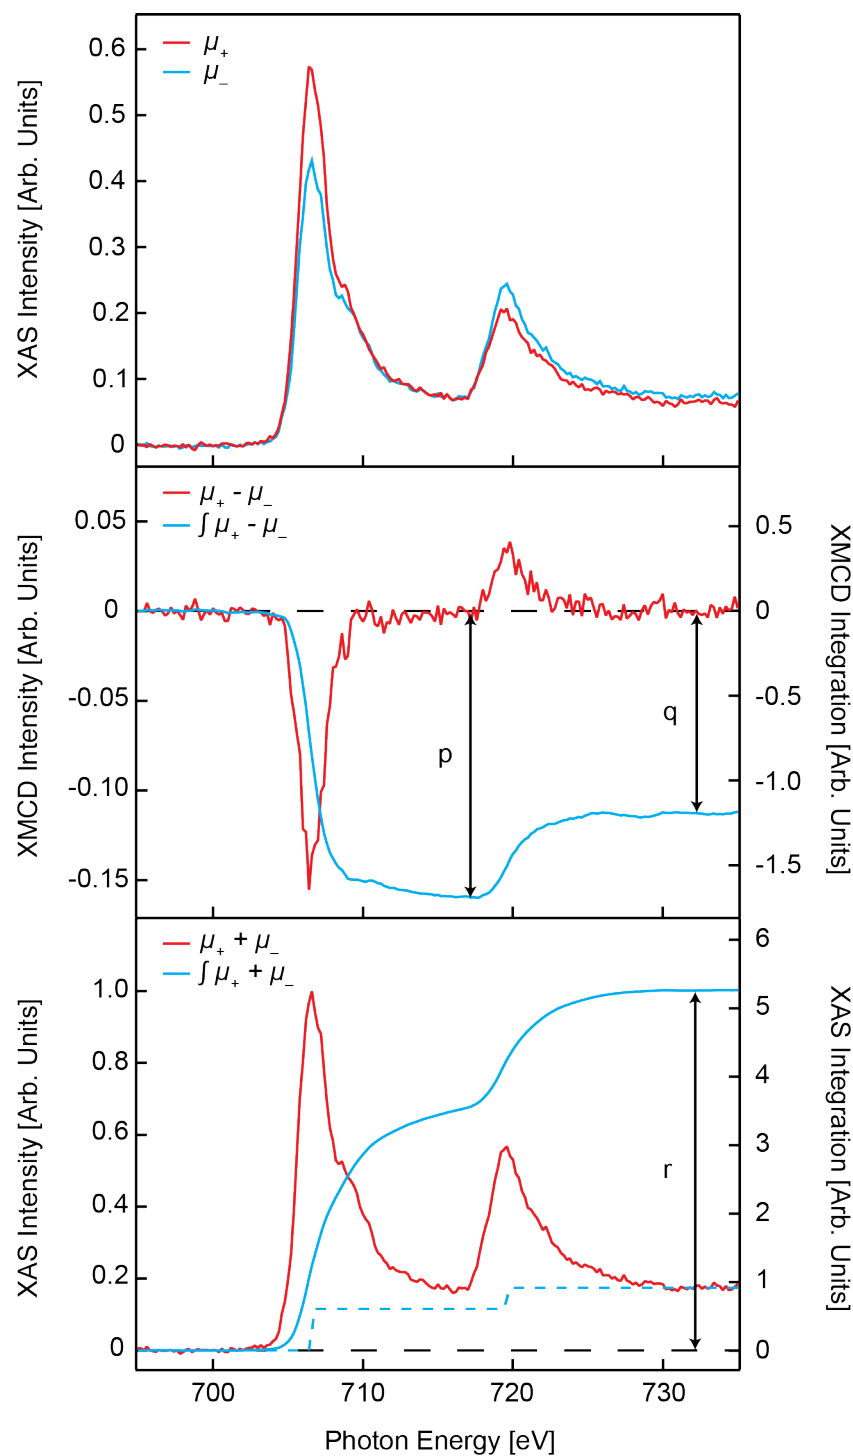 XAS Intensity [Arb. Units]
0.6
0.5
0.4
0.3
0.2
0.1
0
μ₊
μ₋
XMCD Intensity [Arb. Units]
0.05
0
-0.05
-0.10
-0.15
μ₊ - μ₋
∫ μ₊ - μ₋
p
q
0.5
0
-0.5
-1.0
-1.5
XMCD Integration [Arb. Units]
XAS Intensity [Arb. Units]
1.0
0.8
0.6
0.4
0.2
0
μ₊ + μ₋
∫ μ₊ + μ₋
r
6
5
4
3
2
1
0
XAS Integration [Arb. Units]
700 710 720 730
Photon Energy [eV]